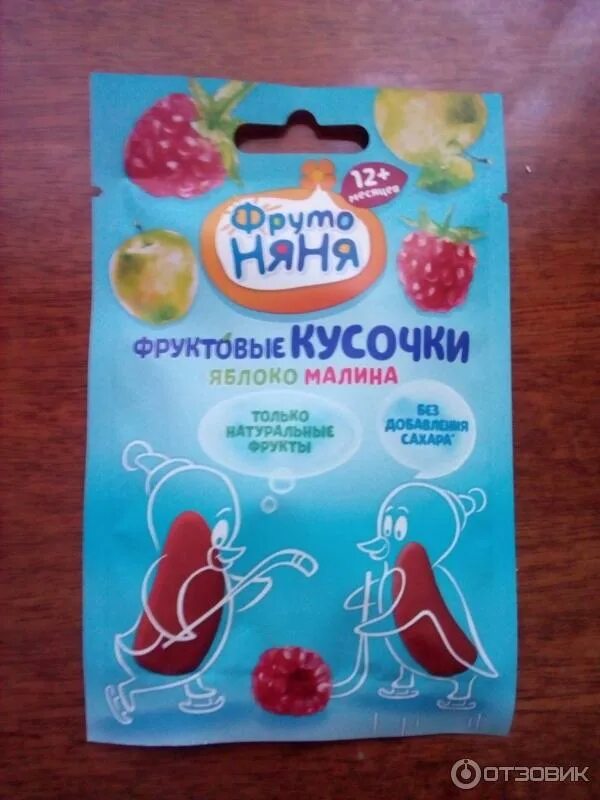 12+
месяцев
Фруто
НЯНЯ
ФРУКТОВЫЕ КУСОЧКИ
ЯБЛОКО МАЛИНА
ТОЛЬКО
НАТУРАЛЬНЫЕ
ФРУКТЫ
БЕЗ
ДОБАВЛЕНИЯ
САХАРА*
ОТЗОВИК